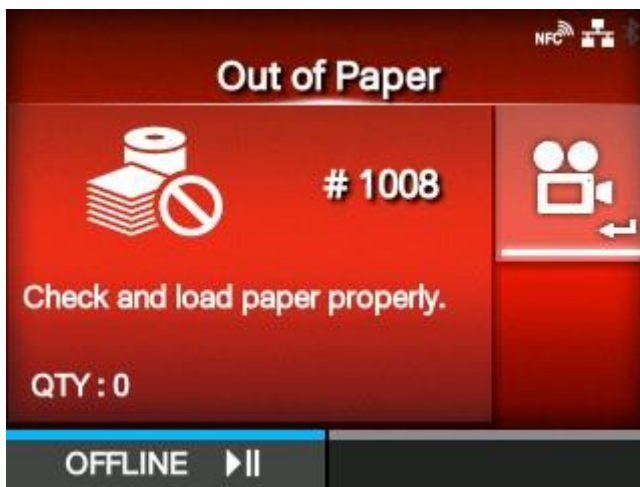 NFC
Out of Paper
# 1008
Check and load paper properly.
QTY : 0
OFFLINE